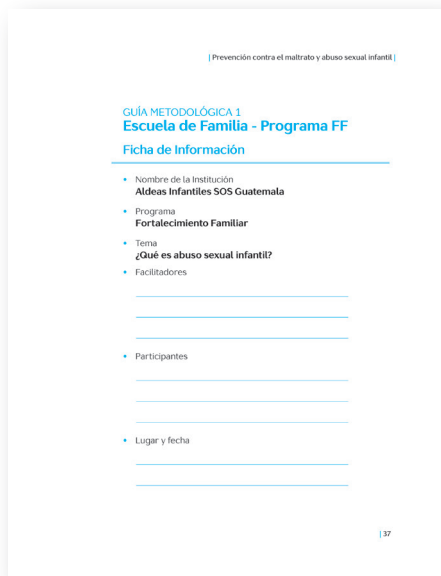 | Prevención contra el maltrato y abuso sexual infantil |
GUÍA METODOLÓGICA 1
Escuela de Familia - Programa FF
Ficha de Información
• Nombre de la Institución
Aldeas Infantiles SOS Guatemala
• Programa
Fortalecimiento Familiar
• Tema
¿Qué es abuso sexual infantil?
• Facilitadores
• Participantes
• Lugar y fecha
| 37